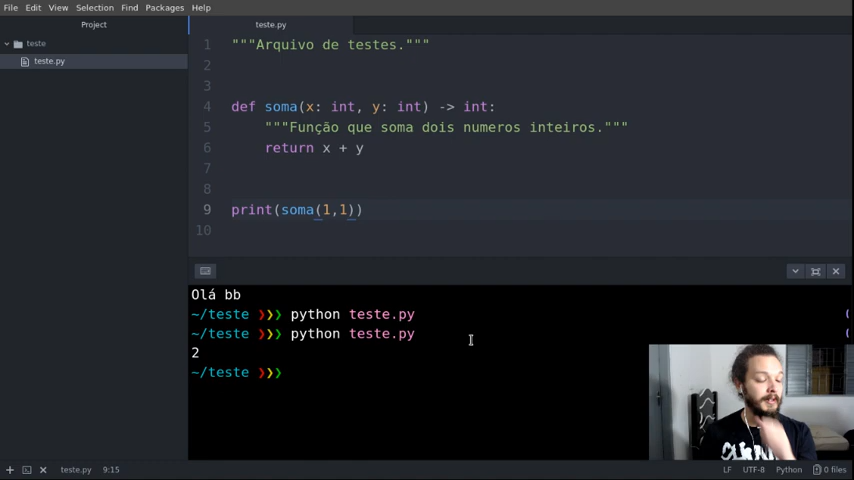 File Edit View Selection Find Packages Help
Project
teste
teste.py
teste.py
1 """Arquivo de testes."""
2
3
4 def soma(x: int, y: int) -> int:
5 """Função que soma dois numeros inteiros."""
6 return x + y
7
8
9 print(soma(1,1))
10
Olá bb
~/teste ❯❯❯ python teste.py
~/teste ❯❯❯ python teste.py
2
~/teste ❯❯❯
teste.py 9:15 LF UTF-8 Python 0 files